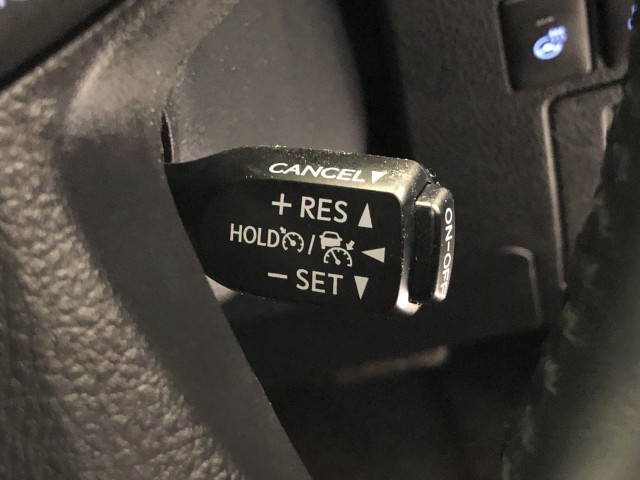 CANCEL▼
+ RES ▲
HOLD / ◄
− SET ▼
ON-OFF